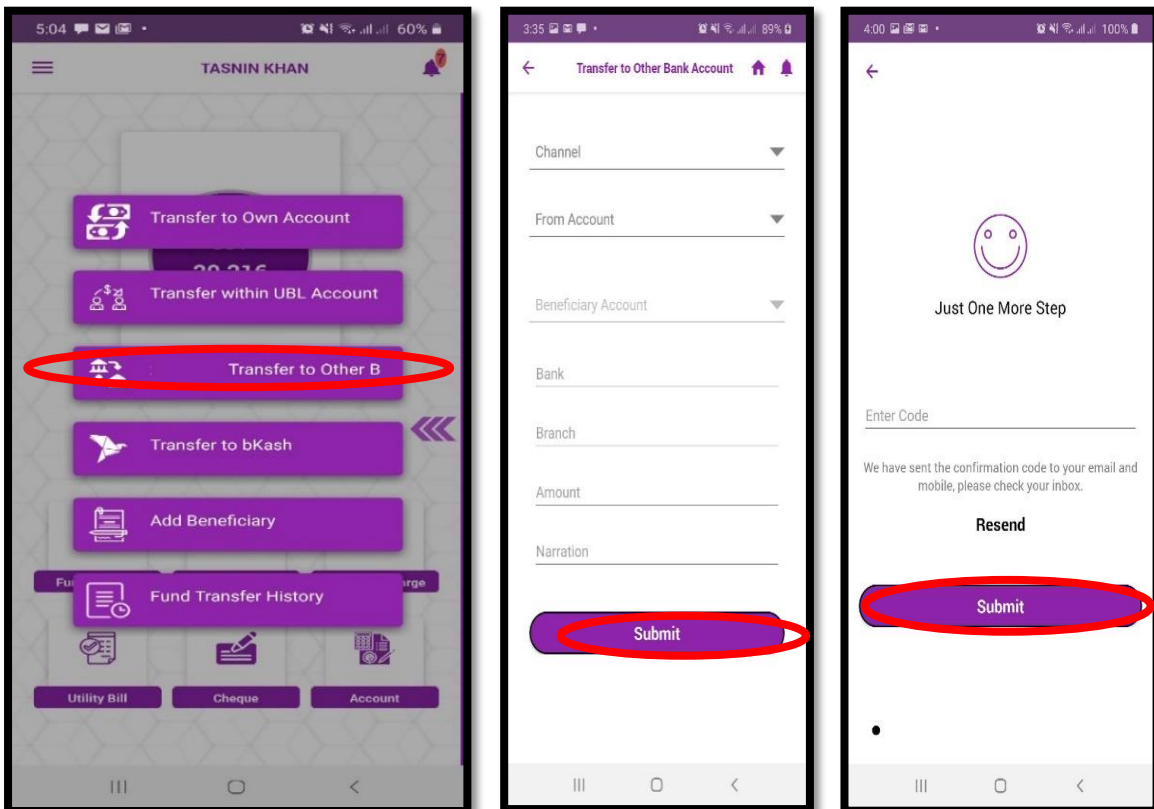 5:04
60%
TASNIN KHAN
7
Transfer to Own Account
Transfer within UBL Account
Transfer to Other B
Transfer to bKash
Add Beneficiary
Fund Transfer History
Utility Bill
Cheque
Account
3:35
89%
Transfer to Other Bank Account
Channel
From Account
Beneficiary Account
Bank
Branch
Amount
Narration
Submit
4:00
100%
Just One More Step
Enter Code
We have sent the confirmation code to your email and
mobile, please check your inbox.
Resend
Submit